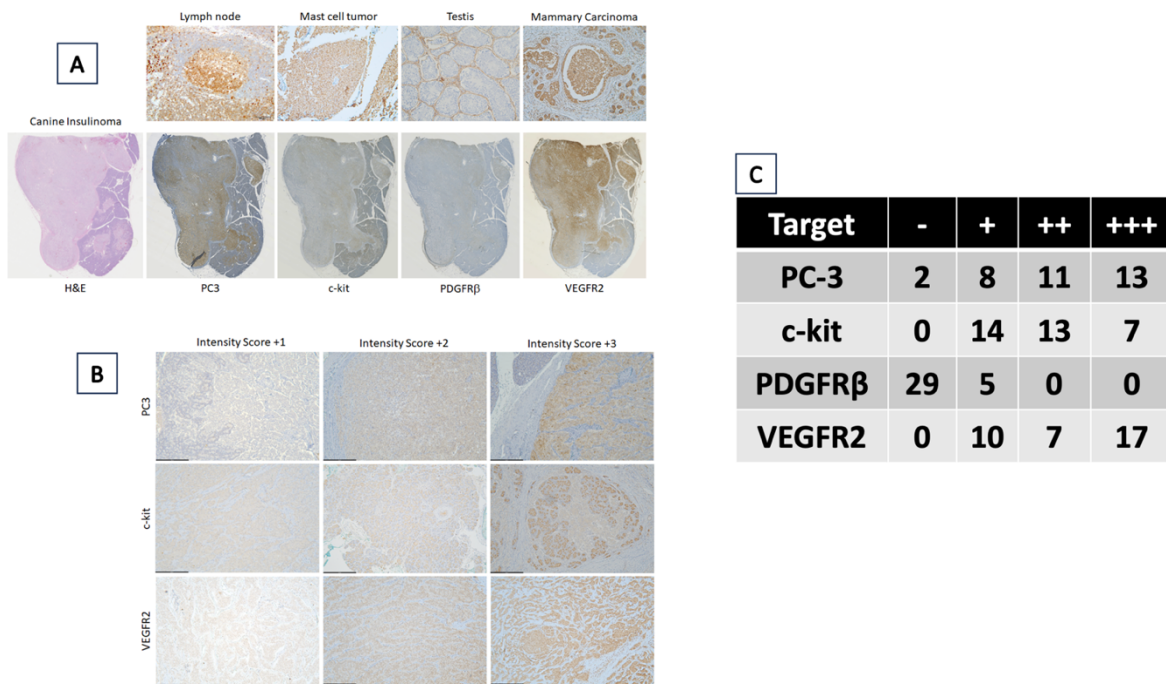 A
Lymph node Mast cell tumor Testis Mammary Carcinoma
Canine Insulinoma
H&E PC3 c-kit PDGFRβ VEGFR2
B
Intensity Score +1 Intensity Score +2 Intensity Score +3
PC3
c-kit
VEGFR2
C
Target - + ++ +++
PC-3 2 8 11 13
c-kit 0 14 13 7
PDGFRβ 29 5 0 0
VEGFR2 0 10 7 17